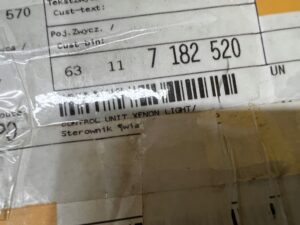 570
Cust-text:
Poj.Zwycz. /
Cust-bin:
63 11 7 182 520
UN
CONTROL UNIT XENON LIGHT/
Sterownik